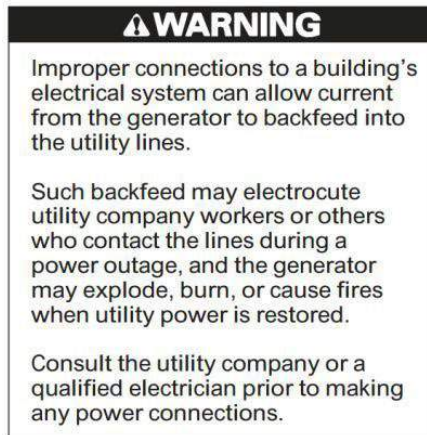 WARNING
Improper connections to a building's
electrical system can allow current
from the generator to backfeed into
the utility lines.
Such backfeed may electrocute
utility company workers or others
who contact the lines during a
power outage, and the generator
may explode, burn, or cause fires
when utility power is restored.
Consult the utility company or a
qualified electrician prior to making
any power connections.